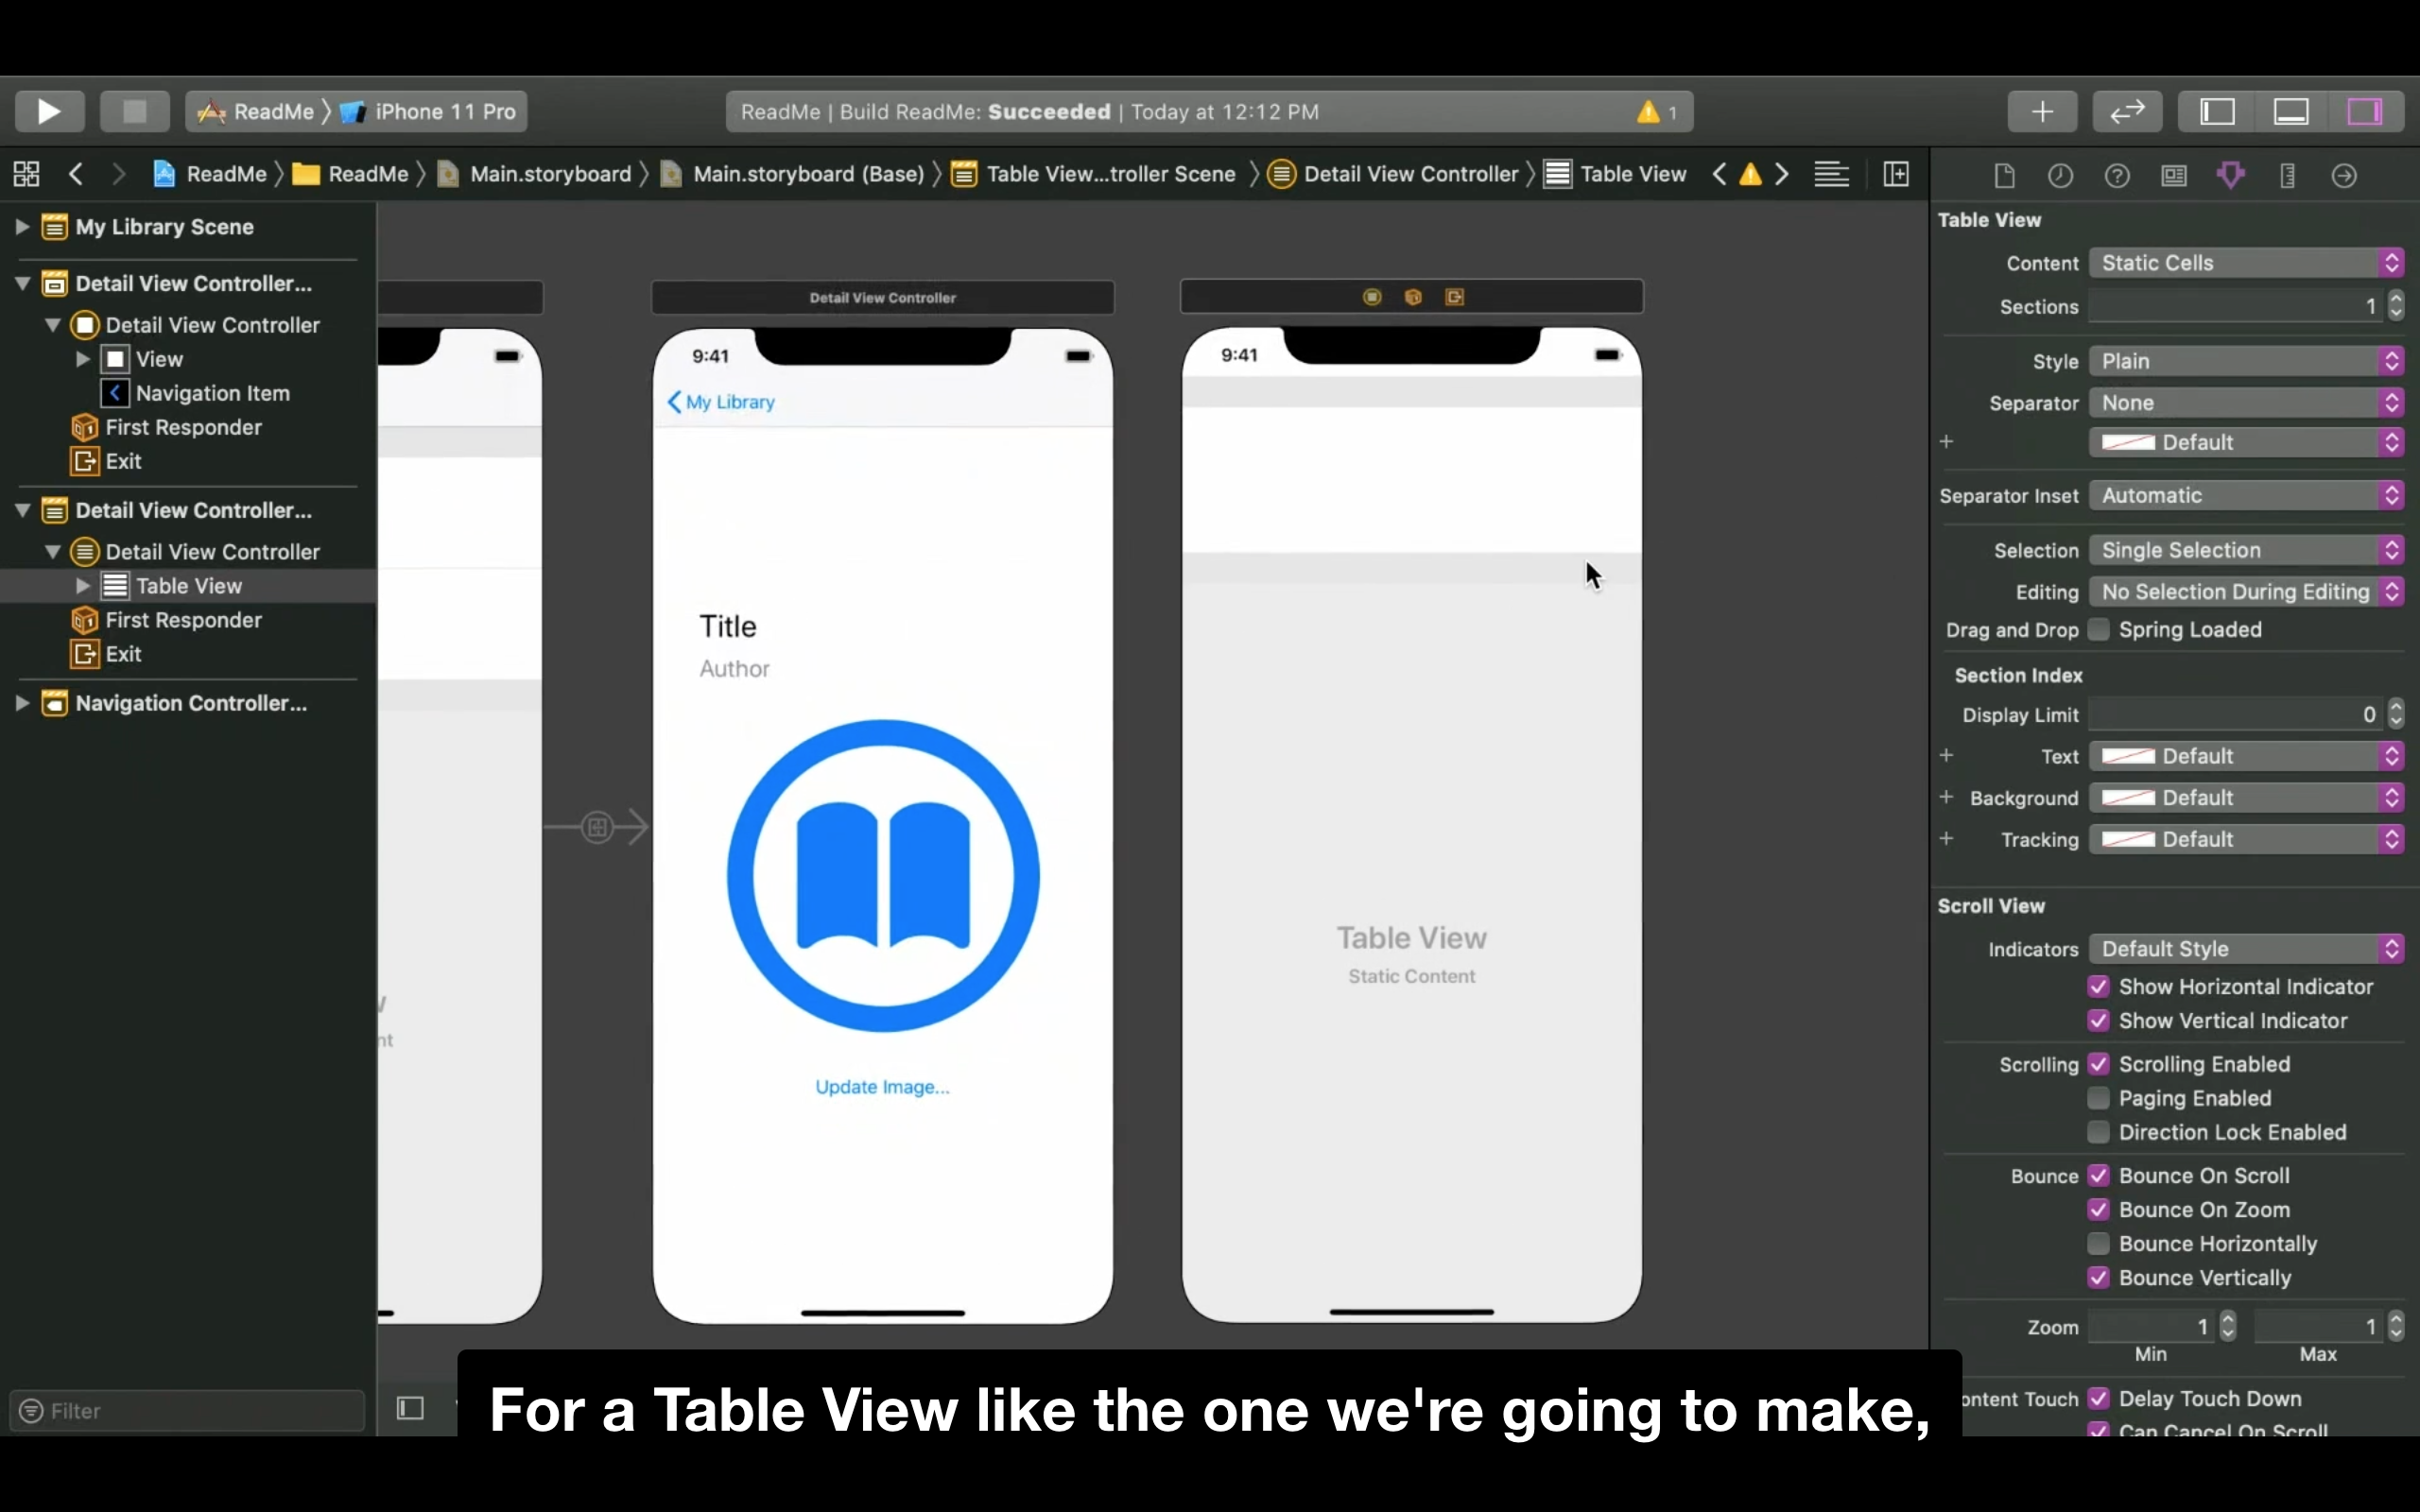 ReadMe
iPhone 11 Pro
ReadMe | Build ReadMe: Succeeded | Today at 12:12 PM
1
ReadMe
ReadMe
Main.storyboard
Main.storyboard (Base)
Table View...troller Scene
Detail View Controller
Table View
My Library Scene
Detail View Controller...
Detail View Controller
View
Navigation Item
First Responder
Exit
Detail View Controller...
Detail View Controller
Table View
First Responder
Exit
Navigation Controller...
Filter
nt
Detail View Controller
9:41
My Library
Title
Author
Update Image...
9:41
Table View
Static Content
Table View
Content Static Cells
Sections 1
Style Plain
Separator None
Default
Separator Inset Automatic
Selection Single Selection
Editing No Selection During Editing
Drag and Drop Spring Loaded
Section Index
Display Limit 0
Text Default
Background Default
Tracking Default
Scroll View
Indicators Default Style
Show Horizontal Indicator
Show Vertical Indicator
Scrolling Scrolling Enabled
Paging Enabled
Direction Lock Enabled
Bounce Bounce On Scroll
Bounce On Zoom
Bounce Horizontally
Bounce Vertically
Zoom 1 1
Min Max
ontent Touch Delay Touch Down
Can Cancel On Scroll
For a Table View like the one we're going to make,